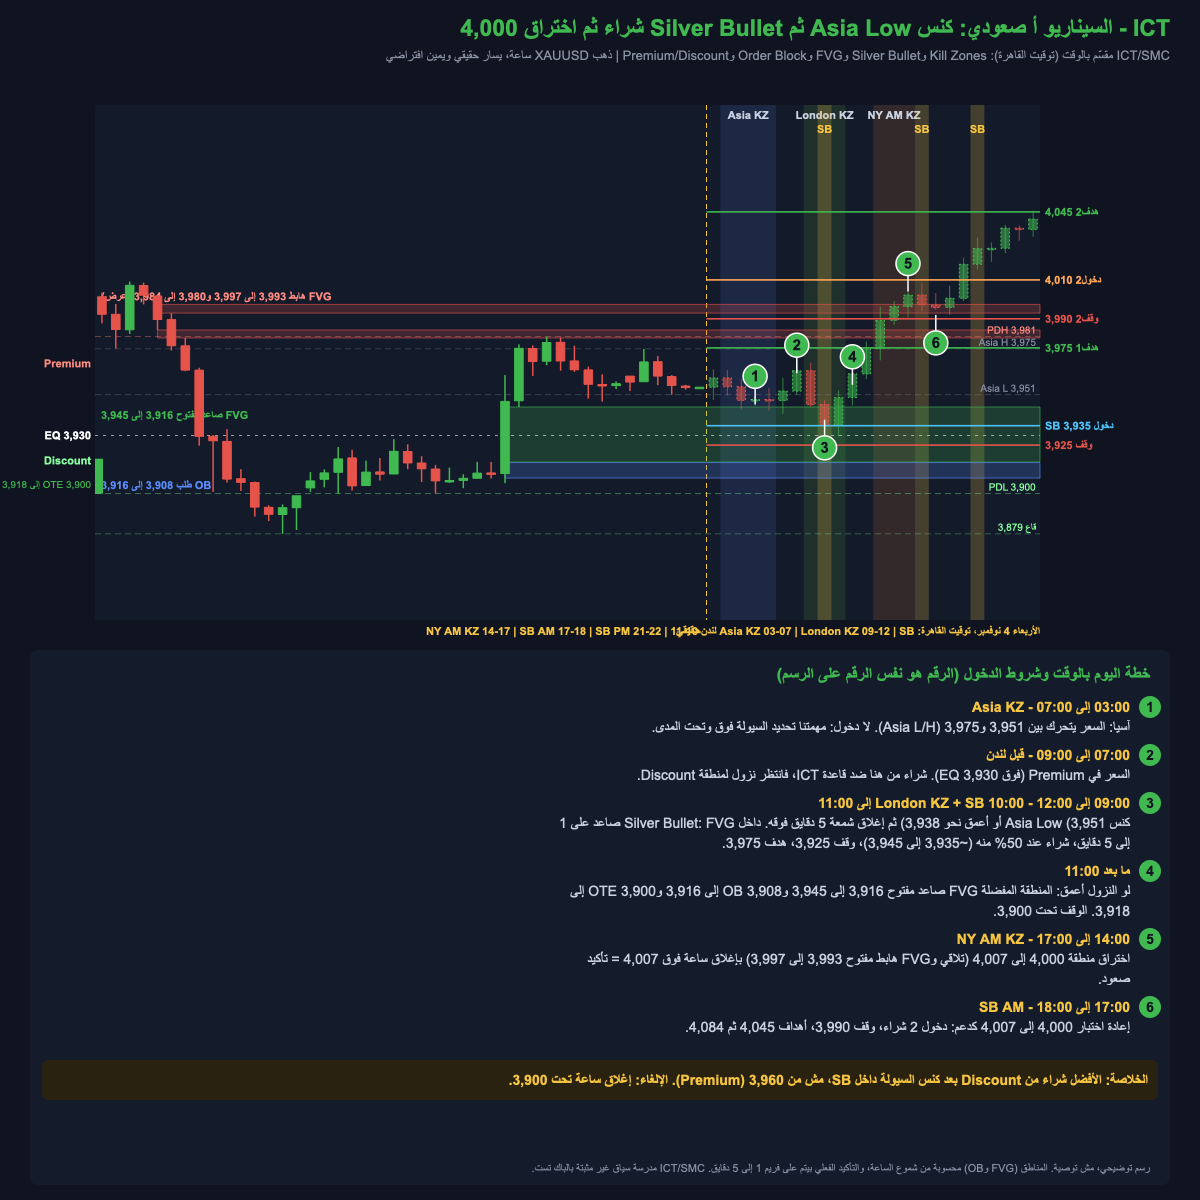 ICT - السيناريو أ صعودي: كنس Asia Low ثم Silver Bullet شراء ثم اختراق 4,000
ICT/SMC مقسّم بالوقت (توقيت القاهرة): Kill Zones وSilver Bullet وFVG وOrder Block وPremium/Discount | ذهب XAUUSD ساعة، يسار حقيقي ويمين افتراضي
Asia KZ
London KZ
NY AM KZ
SB
SB
SB
هدف2 4,045
5
دخول2 4,010
FVG هابط 3,993 إلى 3,997 و3,980 إلى 3,984
وقف2 3,990
PDH 3,981
Asia H 3,975
هدف1 3,975
6
2
4
Premium
1
Asia L 3,951
FVG صاعد مفتوح 3,916 إلى 3,945
دخول SB 3,935
EQ 3,930
وقف 3,925
3
Discount
OTE 3,900 إلى 3,918
OB طلب 3,908 إلى 3,916
PDL 3,900
قاع 3,879
الأربعاء 4 نوفمبر، توقيت القاهرة: Asia KZ 03-07 | London KZ 09-12 | SB لندن 10-11 | NY AM KZ 14-17 | SB AM 17-18 | SB PM 21-22
خطة اليوم بالوقت وشروط الدخول (الرقم هو نفس الرقم على الرسم)
1
03:00 إلى 07:00 - Asia KZ
آسيا: السعر يتحرك بين 3,951 و3,975 (Asia L/H). لا دخول: مهمتنا تحديد السيولة فوق وتحت المدى.
2
07:00 إلى 09:00 - قبل لندن
السعر في Premium (فوق EQ 3,930). شراء من هنا ضد قاعدة ICT، فانتظر نزول لمنطقة Discount.
3
09:00 إلى 12:00 - London KZ + SB 10:00 إلى 11:00
كنس Asia Low (3,951 أو أعمق نحو 3,938) ثم إغلاق شمعة 5 دقايق فوقه. داخل Silver Bullet: FVG صاعد على 1
إلى 5 دقايق، شراء عند 50% منه (~3,935 إلى 3,945)، وقف 3,925، هدف 3,975.
4
ما بعد 11:00
لو النزول أعمق: المنطقة المفضلة FVG صاعد مفتوح 3,916 إلى 3,945 وOB 3,908 إلى 3,916 وOTE 3,900 إلى
3,918. الوقف تحت 3,900.
5
14:00 إلى 17:00 - NY AM KZ
اختراق منطقة 4,000 إلى 4,007 (تلاقي وFVG هابط مفتوح 3,993 إلى 3,997) بإغلاق ساعة فوق 4,007 = تأكيد
صعود.
6
17:00 إلى 18:00 - SB AM
إعادة اختبار 4,000 إلى 4,007 كدعم: دخول 2 شراء، وقف 3,990، أهداف 4,045 ثم 4,084.
الخلاصة: الأفضل شراء من Discount بعد كنس السيولة داخل SB، مش من 3,960 (Premium). الإلغاء: إغلاق ساعة تحت 3,900.
رسم توضيحي، مش توصية. المناطق (FVG وOB) محسوبة من شموع الساعة، والتأكيد الفعلي بيتم على فريم 1 إلى 5 دقايق. ICT/SMC مدرسة سياق غير مثبتة بالباك تست.